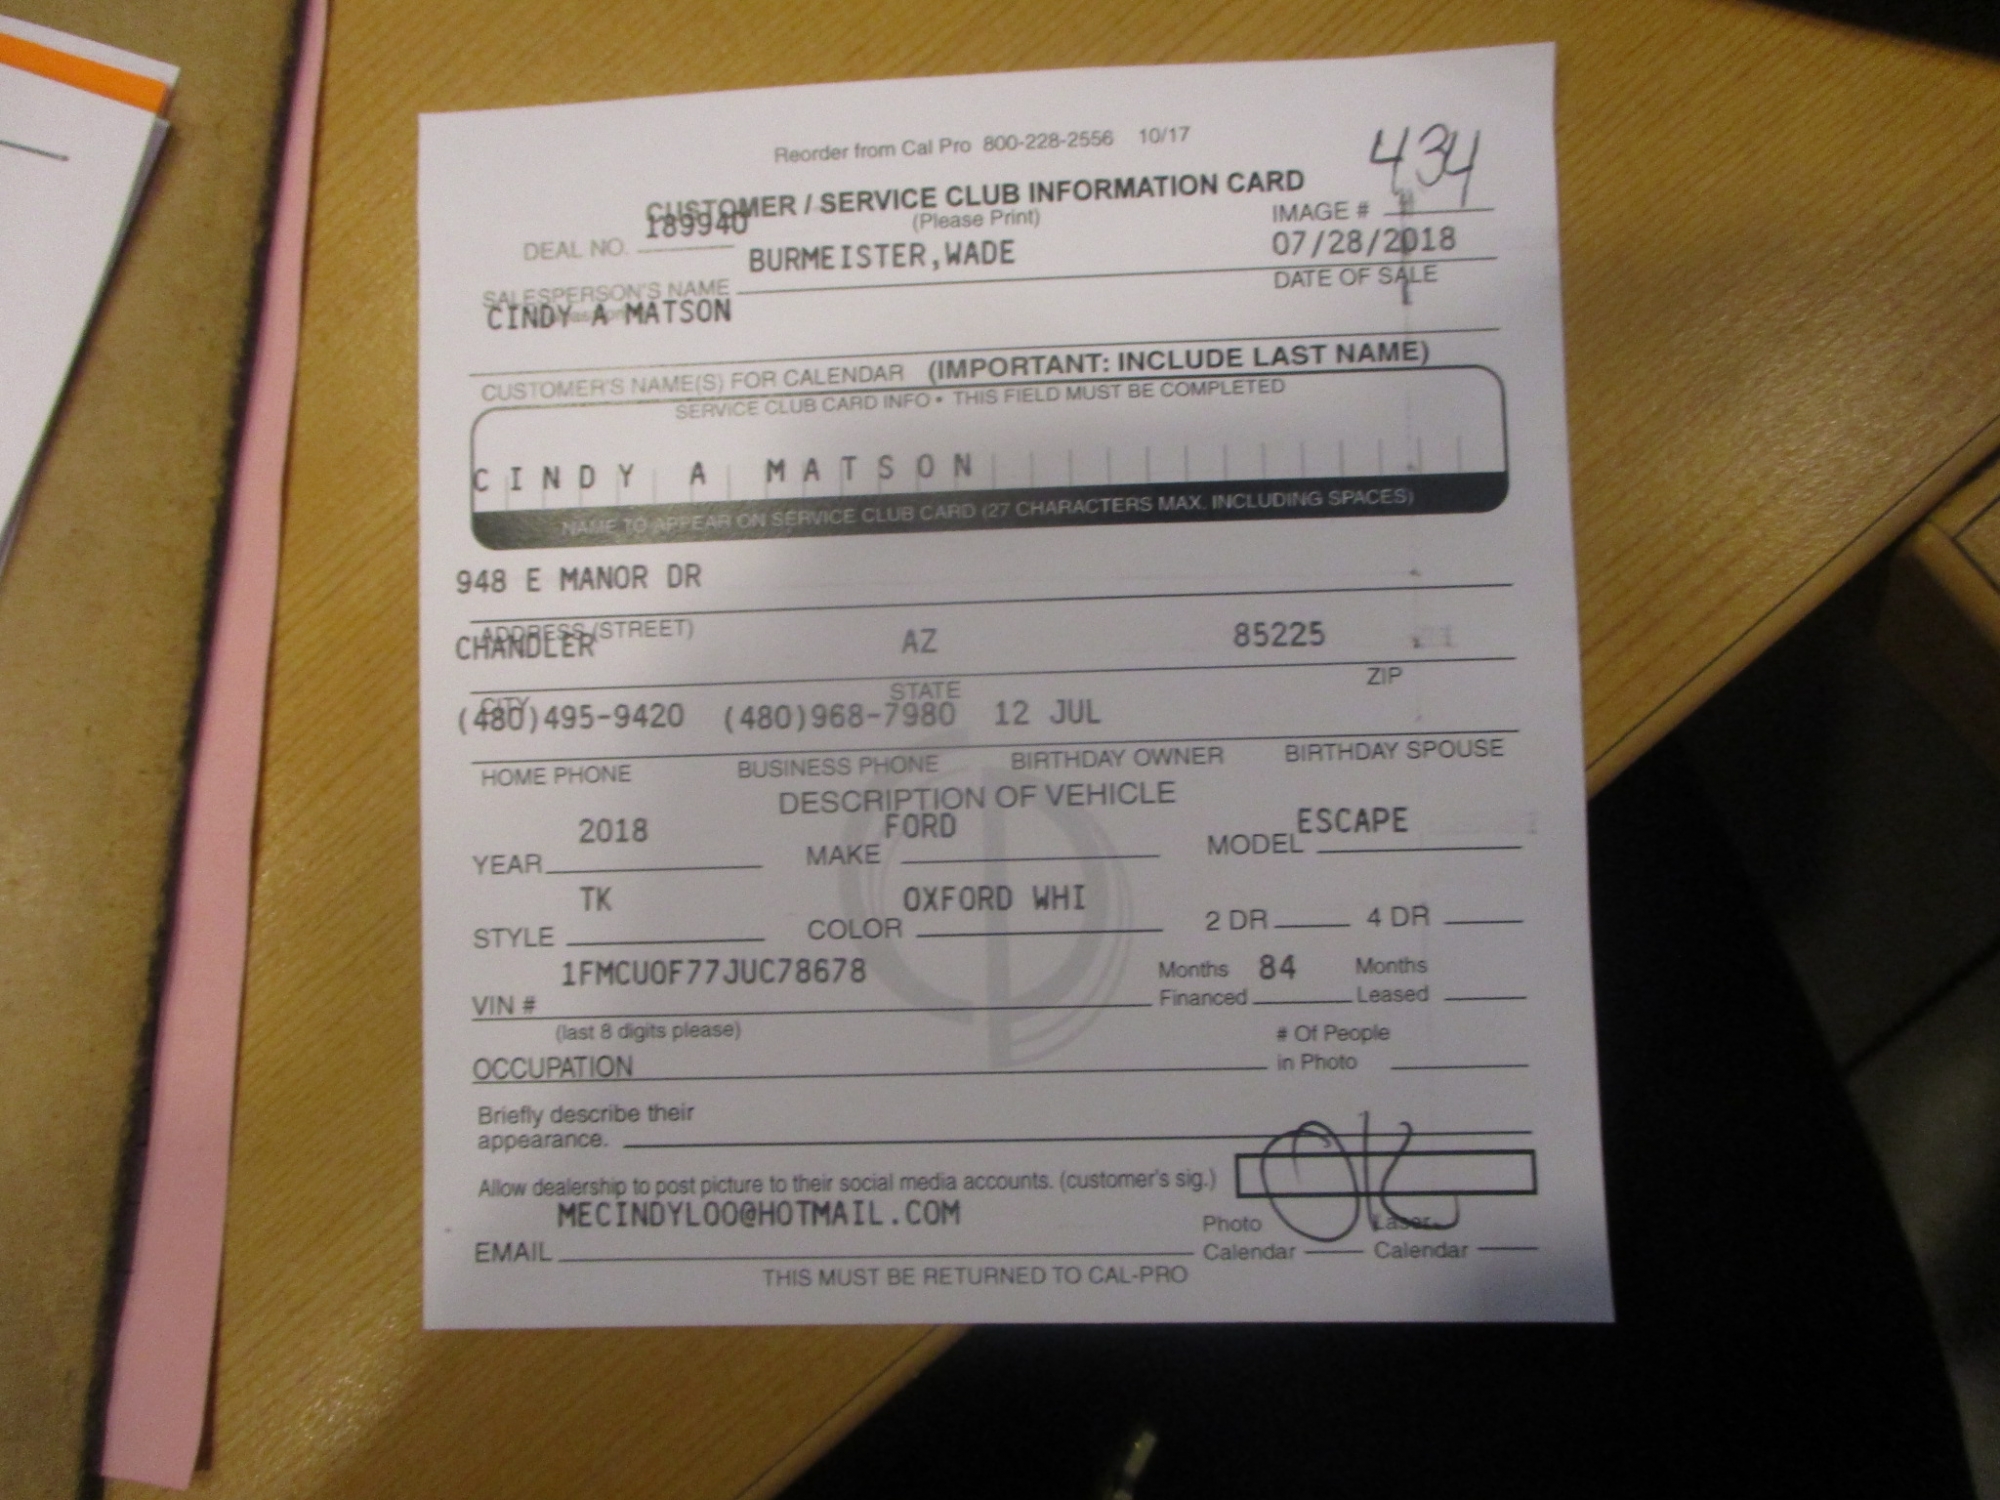 Reorder from Cal Pro 800-228-2556 10/17
434
CUSTOMER / SERVICE CLUB INFORMATION CARD
(Please Print)
IMAGE #
DEAL NO. 189940
07/28/2018
DATE OF SALE
SALESPERSON'S NAME BURMEISTER,WADE
CINDY A MATSON
CUSTOMER'S NAME(S) FOR CALENDAR (IMPORTANT: INCLUDE LAST NAME)
SERVICE CLUB CARD INFO • THIS FIELD MUST BE COMPLETED
CINDY A MATSON
NAME TO APPEAR ON SERVICE CLUB CARD (27 CHARACTERS MAX. INCLUDING SPACES)
948 E MANOR DR
ADDRESS (STREET)
CHANDLER AZ 85225
CITY STATE ZIP
(480)495-9420 (480)968-7980 12 JUL
HOME PHONE BUSINESS PHONE BIRTHDAY OWNER BIRTHDAY SPOUSE
DESCRIPTION OF VEHICLE
YEAR 2018 MAKE FORD MODEL ESCAPE
STYLE TK COLOR OXFORD WHI 2 DR 4 DR
VIN # 1FMCU0F77JUC78678 Months Financed 84 Months Leased
(last 8 digits please)
OCCUPATION # Of People in Photo
Briefly describe their
appearance.
Allow dealership to post picture to their social media accounts. (customer's sig.) OK
EMAIL MECINDYLOO@HOTMAIL.COM Photo Calendar Laser Calendar
THIS MUST BE RETURNED TO CAL-PRO